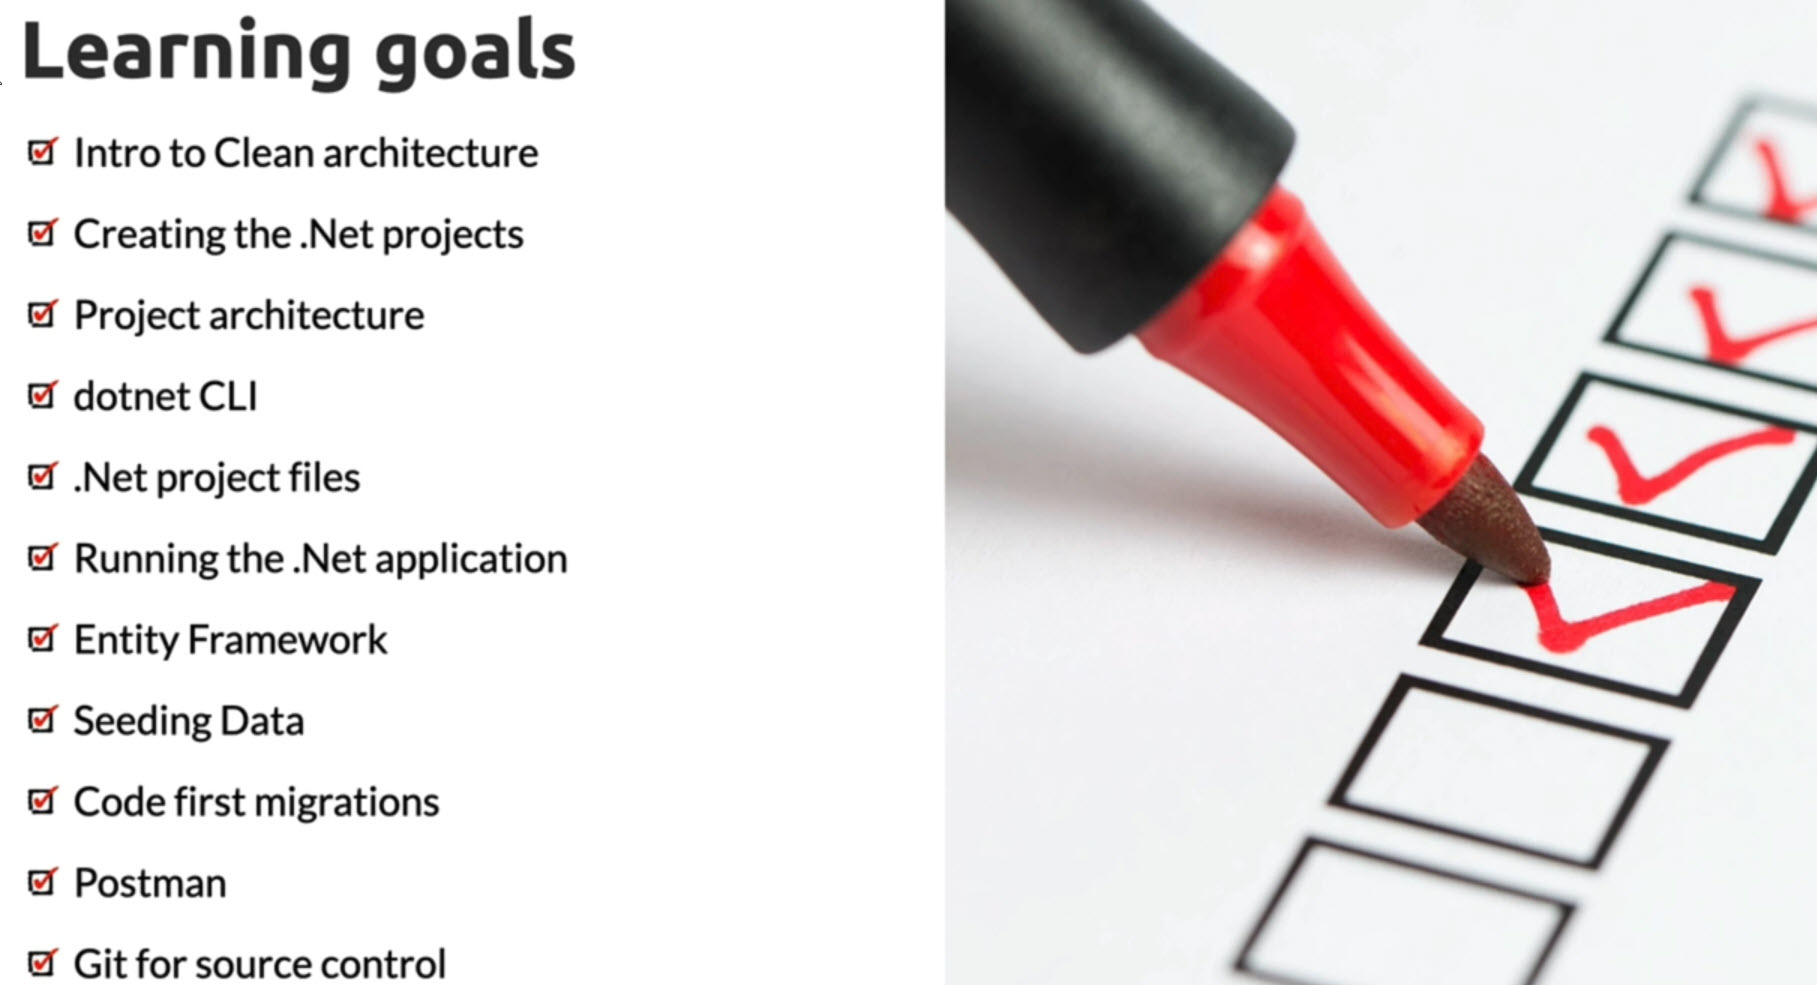 Learning goals
Intro to Clean architecture
Creating the .Net projects
Project architecture
dotnet CLI
.Net project files
Running the .Net application
Entity Framework
Seeding Data
Code first migrations
Postman
Git for source control